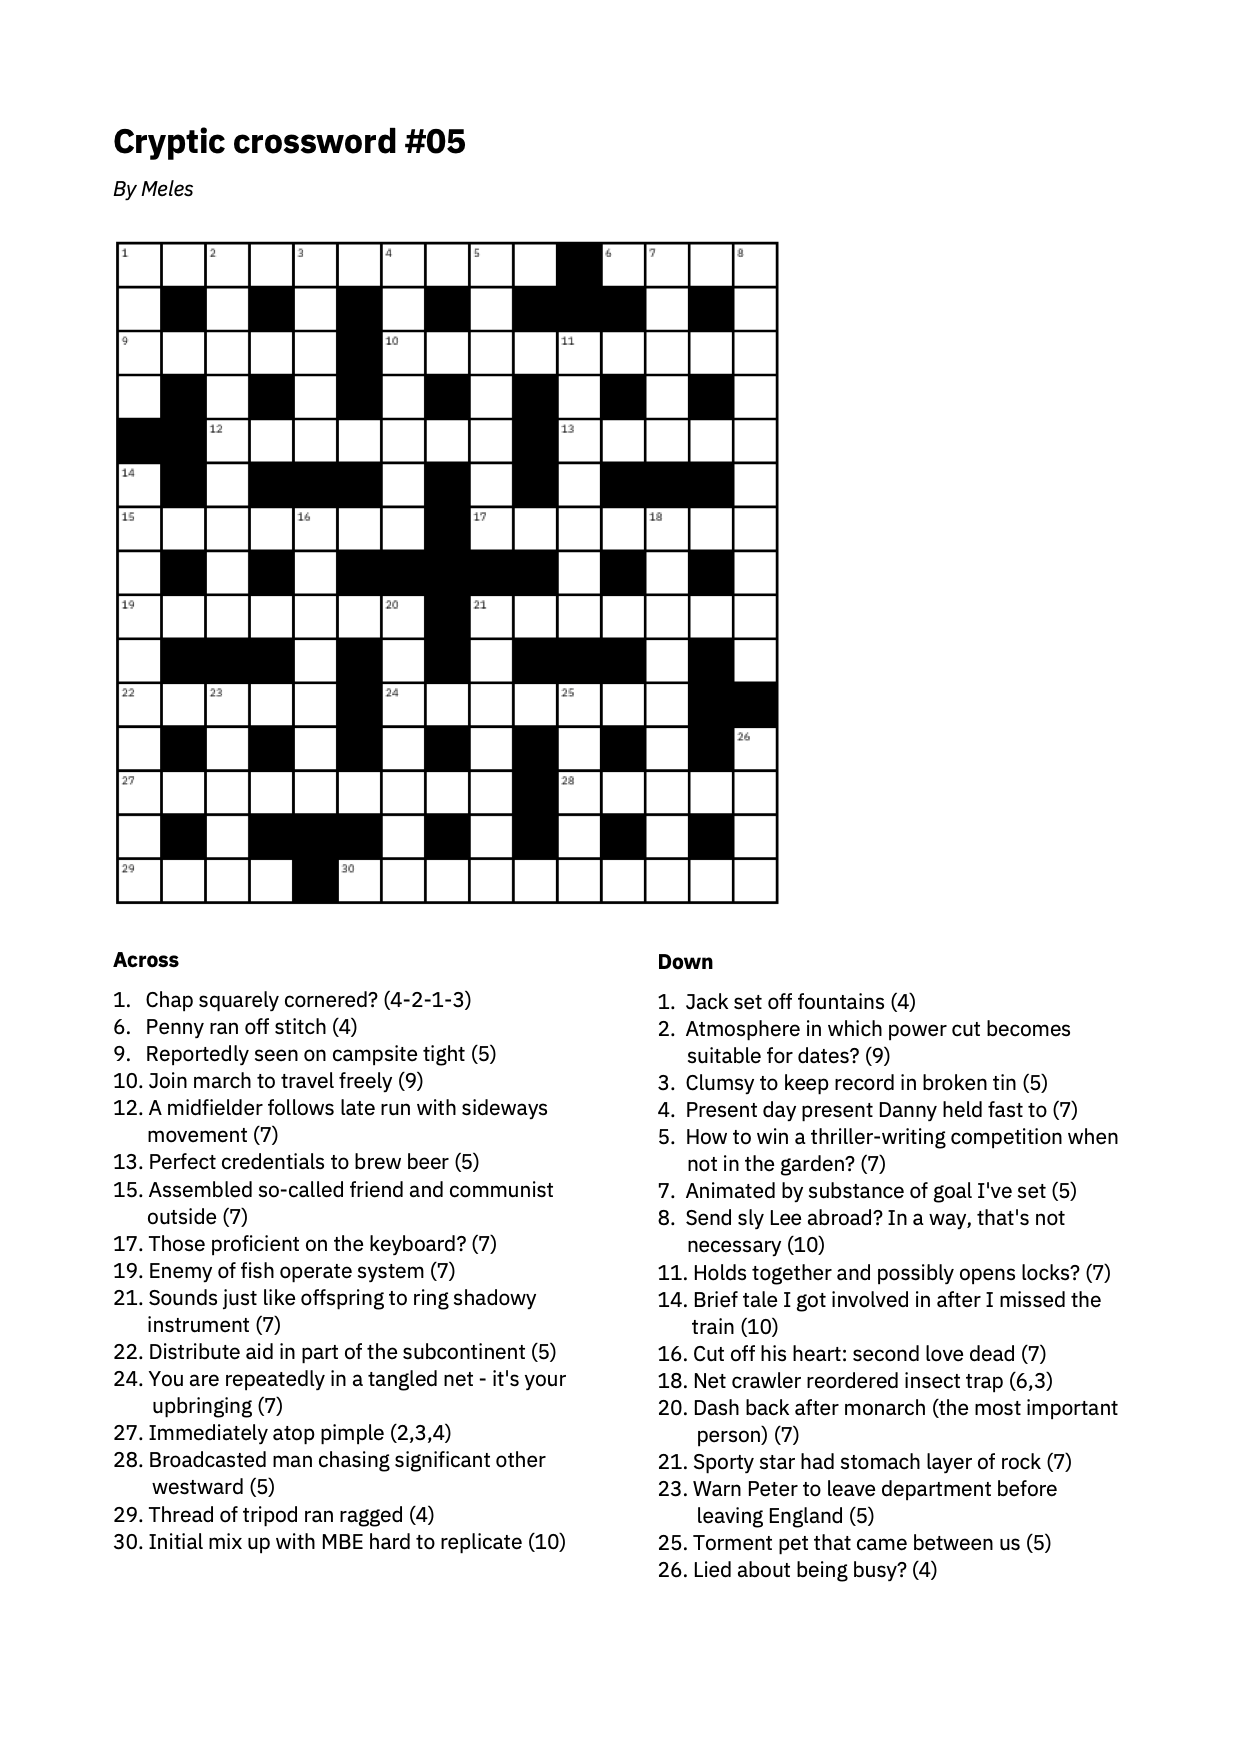 Cryptic crossword #05
By Meles
1 2 3 4 5 6 7 8
9 10 11
12 13
14
15 16 17 18
19 20 21
22 23 24 25
26
27 28
29 30
Across
1. Chap squarely cornered? (4-2-1-3)
6. Penny ran off stitch (4)
9. Reportedly seen on campsite tight (5)
10. Join march to travel freely (9)
12. A midfielder follows late run with sideways
movement (7)
13. Perfect credentials to brew beer (5)
15. Assembled so-called friend and communist
outside (7)
17. Those proficient on the keyboard? (7)
19. Enemy of fish operate system (7)
21. Sounds just like offspring to ring shadowy
instrument (7)
22. Distribute aid in part of the subcontinent (5)
24. You are repeatedly in a tangled net - it's your
upbringing (7)
27. Immediately atop pimple (2,3,4)
28. Broadcasted man chasing significant other
westward (5)
29. Thread of tripod ran ragged (4)
30. Initial mix up with MBE hard to replicate (10)
Down
1. Jack set off fountains (4)
2. Atmosphere in which power cut becomes
suitable for dates? (9)
3. Clumsy to keep record in broken tin (5)
4. Present day present Danny held fast to (7)
5. How to win a thriller-writing competition when
not in the garden? (7)
7. Animated by substance of goal I've set (5)
8. Send sly Lee abroad? In a way, that's not
necessary (10)
11. Holds together and possibly opens locks? (7)
14. Brief tale I got involved in after I missed the
train (10)
16. Cut off his heart: second love dead (7)
18. Net crawler reordered insect trap (6,3)
20. Dash back after monarch (the most important
person) (7)
21. Sporty star had stomach layer of rock (7)
23. Warn Peter to leave department before
leaving England (5)
25. Torment pet that came between us (5)
26. Lied about being busy? (4)